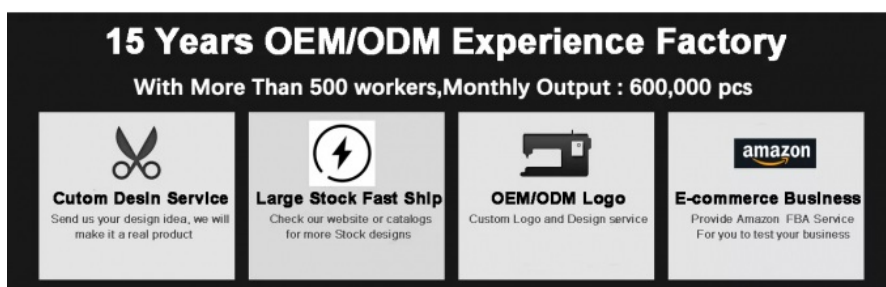 15 Years OEM/ODM Experience Factory
With More Than 500 workers,Monthly Output : 600,000 pcs
Cutom Desin Service
Send us your design idea, we will
make it a real product
Large Stock Fast Ship
Check our website or catalogs
for more Stock designs
OEM/ODM Logo
Custom Logo and Design service
amazon
E-commerce Business
Provide Amazon FBA Service
For you to test your business